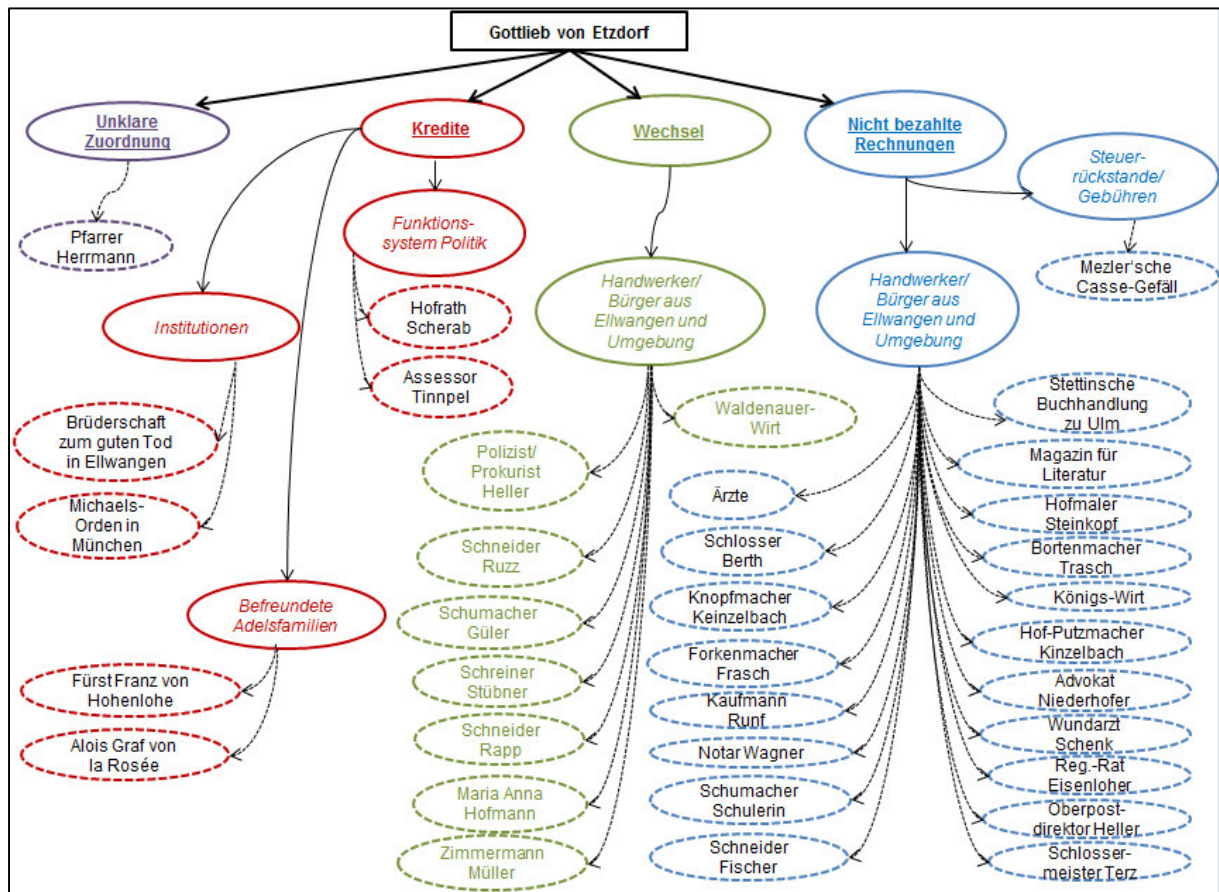 Gottlieb von Etzdorf
Unklare
Zuordnung
Pfarrer
Herrmann
Kredite
Institutionen
Brüderschaft
zum guten Tod
in Ellwangen
Michaels-
Orden in
München
Befreundete
Adelsfamilien
Fürst Franz von
Hohenlohe
Alois Graf von
la Rosée
Funktions-
system Politik
Hofrath
Scherab
Assessor
Tinnpel
Wechsel
Handwerker/
Bürger aus
Ellwangen und
Umgebung
Waldenauer-
Wirt
Polizist/
Prokurist
Heller
Schneider
Ruzz
Schumacher
Güler
Schreiner
Stübner
Schneider
Rapp
Maria Anna
Hofmann
Zimmermann
Müller
Nicht bezahlte
Rechnungen
Steuer-
rückstande/
Gebühren
Mezler'sche
Casse-Gefäll
Handwerker/
Bürger aus
Ellwangen und
Umgebung
Ärzte
Schlosser
Berth
Knopfmacher
Keinzelbach
Forkenmacher
Frasch
Kaufmann
Rupf
Notar Wagner
Schumacher
Schulerin
Schneider
Fischer
Stettinsche
Buchhandlung
zu Ulm
Magazin für
Literatur
Hofmaler
Steinkopf
Bortenmacher
Trasch
Königs-Wirt
Hof-Putzmacher
Kinzelbach
Advokat
Niederhofer
Wundarzt
Schenk
Reg.-Rat
Eisenloher
Oberpost-
direktor Heller
Schlosser-
meister Terz